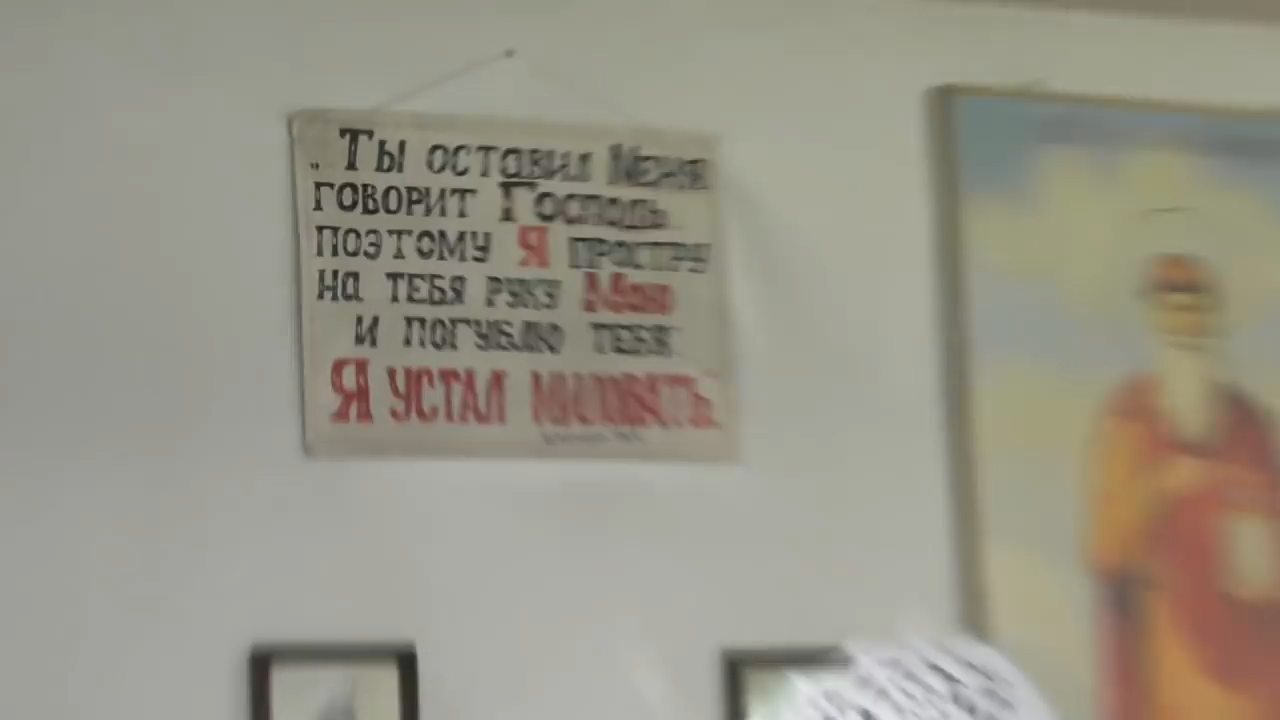 „Ты оставил Меня
говорит Господь
поэтому Я простру
на тебя руку Мою
и погублю тебя:
Я устал миловать."